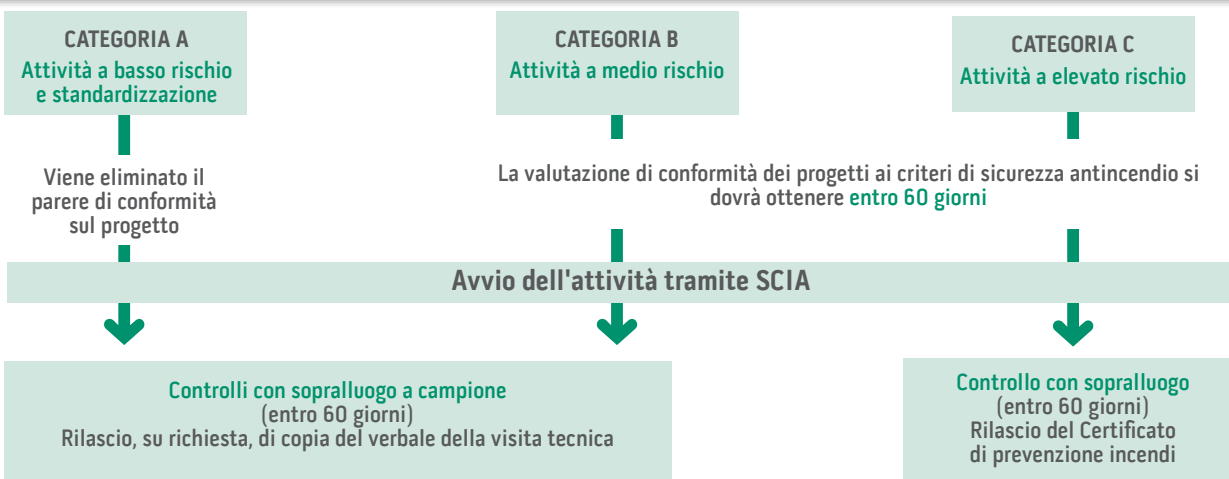 CATEGORIA A
Attività a basso rischio
e standardizzazione
CATEGORIA B
Attività a medio rischio
CATEGORIA C
Attività a elevato rischio
Viene eliminato il
parere di conformità
sul progetto
La valutazione di conformità dei progetti ai criteri di sicurezza antincendio si
dovrà ottenere entro 60 giorni
Avvio dell'attività tramite SCIA
Controlli con sopralluogo a campione
(entro 60 giorni)
Rilascio, su richiesta, di copia del verbale della visita tecnica
Controllo con sopralluogo
(entro 60 giorni)
Rilascio del Certificato
di prevenzione incendi